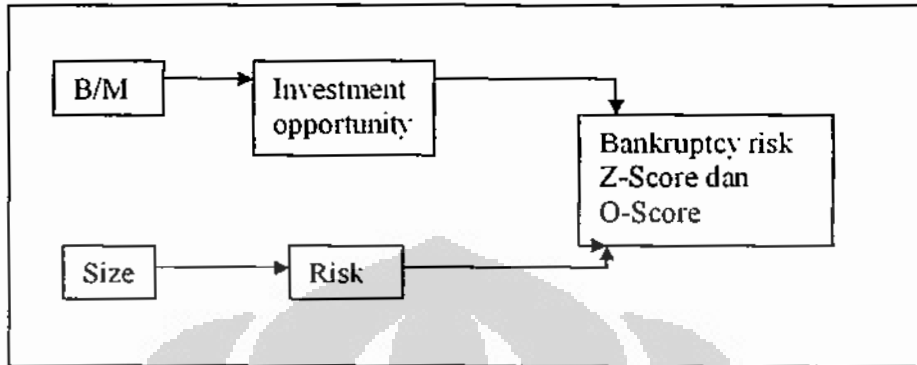 B/M
Investment
opportunity
Bankruptcy risk
Z-Score dan
O-Score
Size
Risk